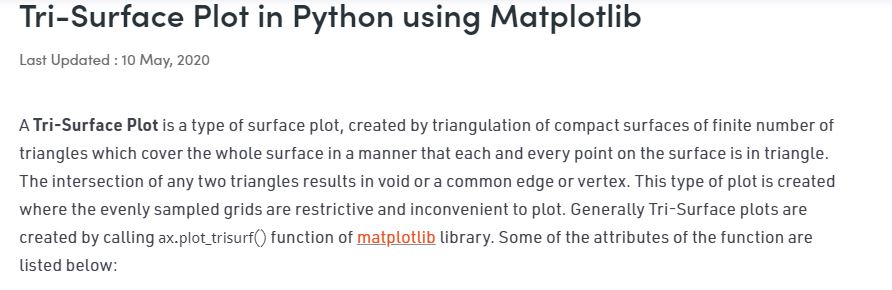 Tri-Surface Plot in Python using Matplotlib
Last Updated : 10 May, 2020
A Tri-Surface Plot is a type of surface plot, created by triangulation of compact surfaces of finite number of
triangles which cover the whole surface in a manner that each and every point on the surface is in triangle.
The intersection of any two triangles results in void or a common edge or vertex. This type of plot is created
where the evenly sampled grids are restrictive and inconvenient to plot. Generally Tri-Surface plots are
created by calling ax.plot_trisurf() function of matplotlib library. Some of the attributes of the function are
listed below: